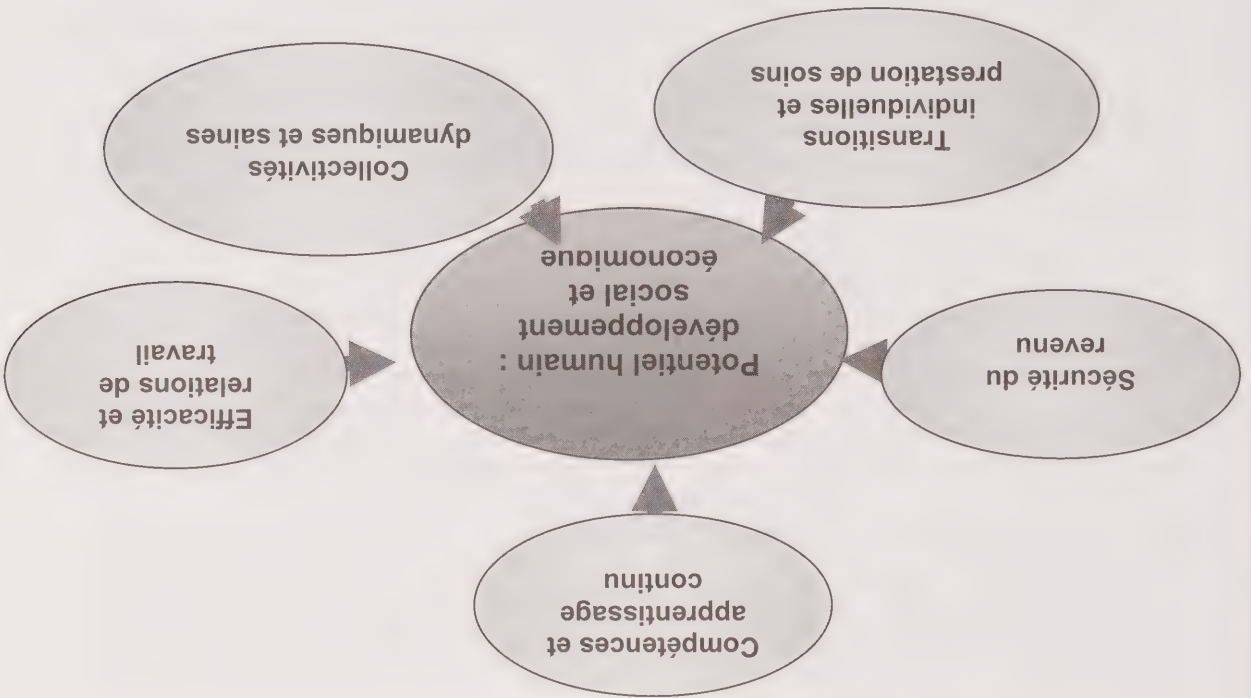 Compétences et
apprentissage
continu
Sécurité du
revenu
Potentiel humain :
développement
social et
économique
Efficacité et
relations de
travail
Transitions
individuelles et
prestation de soins
Collectivités
dynamiques et saines